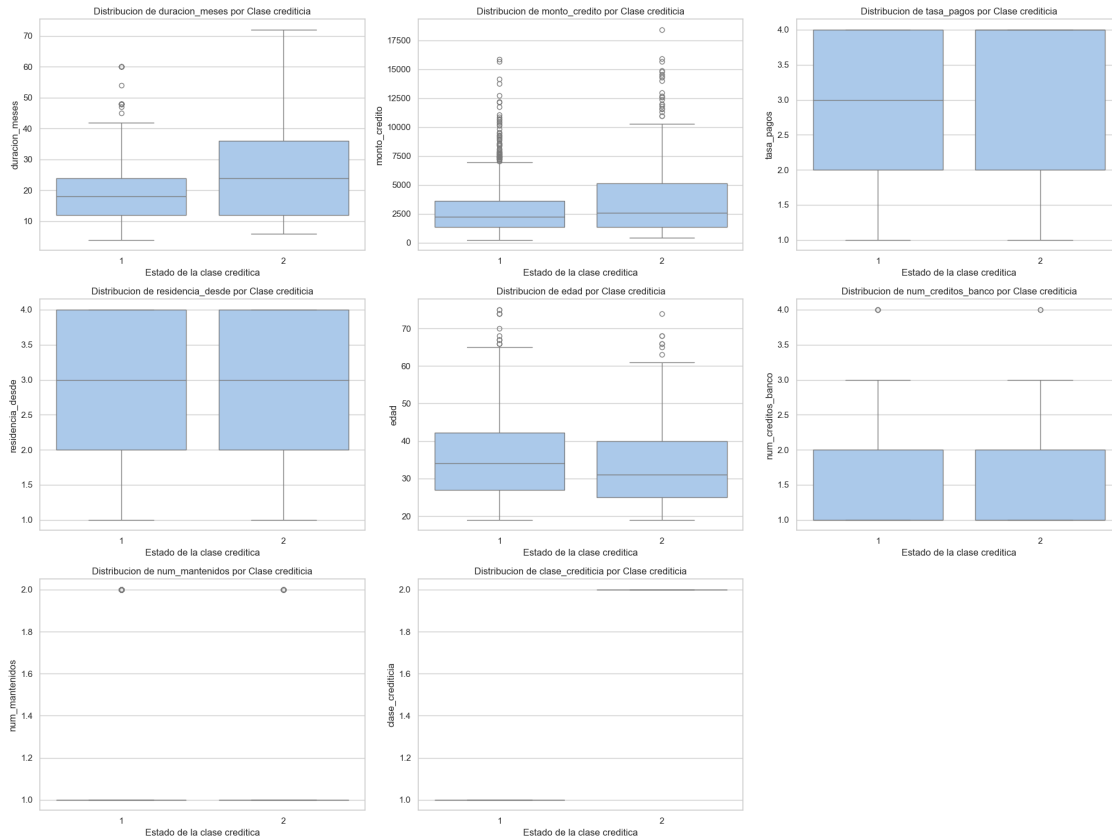 Distribucion de duracion_meses por Clase crediticia
70
60
50
40
30
20
10
duracion_meses
1
2
Estado de la clase crediticia
Distribucion de monto_credito por Clase crediticia
17500
15000
12500
10000
7500
5000
2500
0
monto_credito
1
2
Estado de la clase crediticia
Distribucion de tasa_pagos por Clase crediticia
4.0
3.5
3.0
2.5
2.0
1.5
1.0
tasa_pagos
1
2
Estado de la clase crediticia
Distribucion de residencia_desde por Clase crediticia
4.0
3.5
3.0
2.5
2.0
1.5
1.0
residencia_desde
1
2
Estado de la clase crediticia
Distribucion de edad por Clase crediticia
70
60
50
40
30
20
edad
1
2
Estado de la clase crediticia
Distribucion de num_creditos_banco por Clase crediticia
4.0
3.5
3.0
2.5
2.0
1.5
1.0
num_creditos_banco
1
2
Estado de la clase crediticia
Distribucion de num_mantenidos por Clase crediticia
2.0
1.8
1.6
1.4
1.2
1.0
num_mantenidos
1
2
Estado de la clase crediticia
Distribucion de clase_crediticia por Clase crediticia
2.0
1.8
1.6
1.4
1.2
1.0
clase_crediticia
1
2
Estado de la clase crediticia